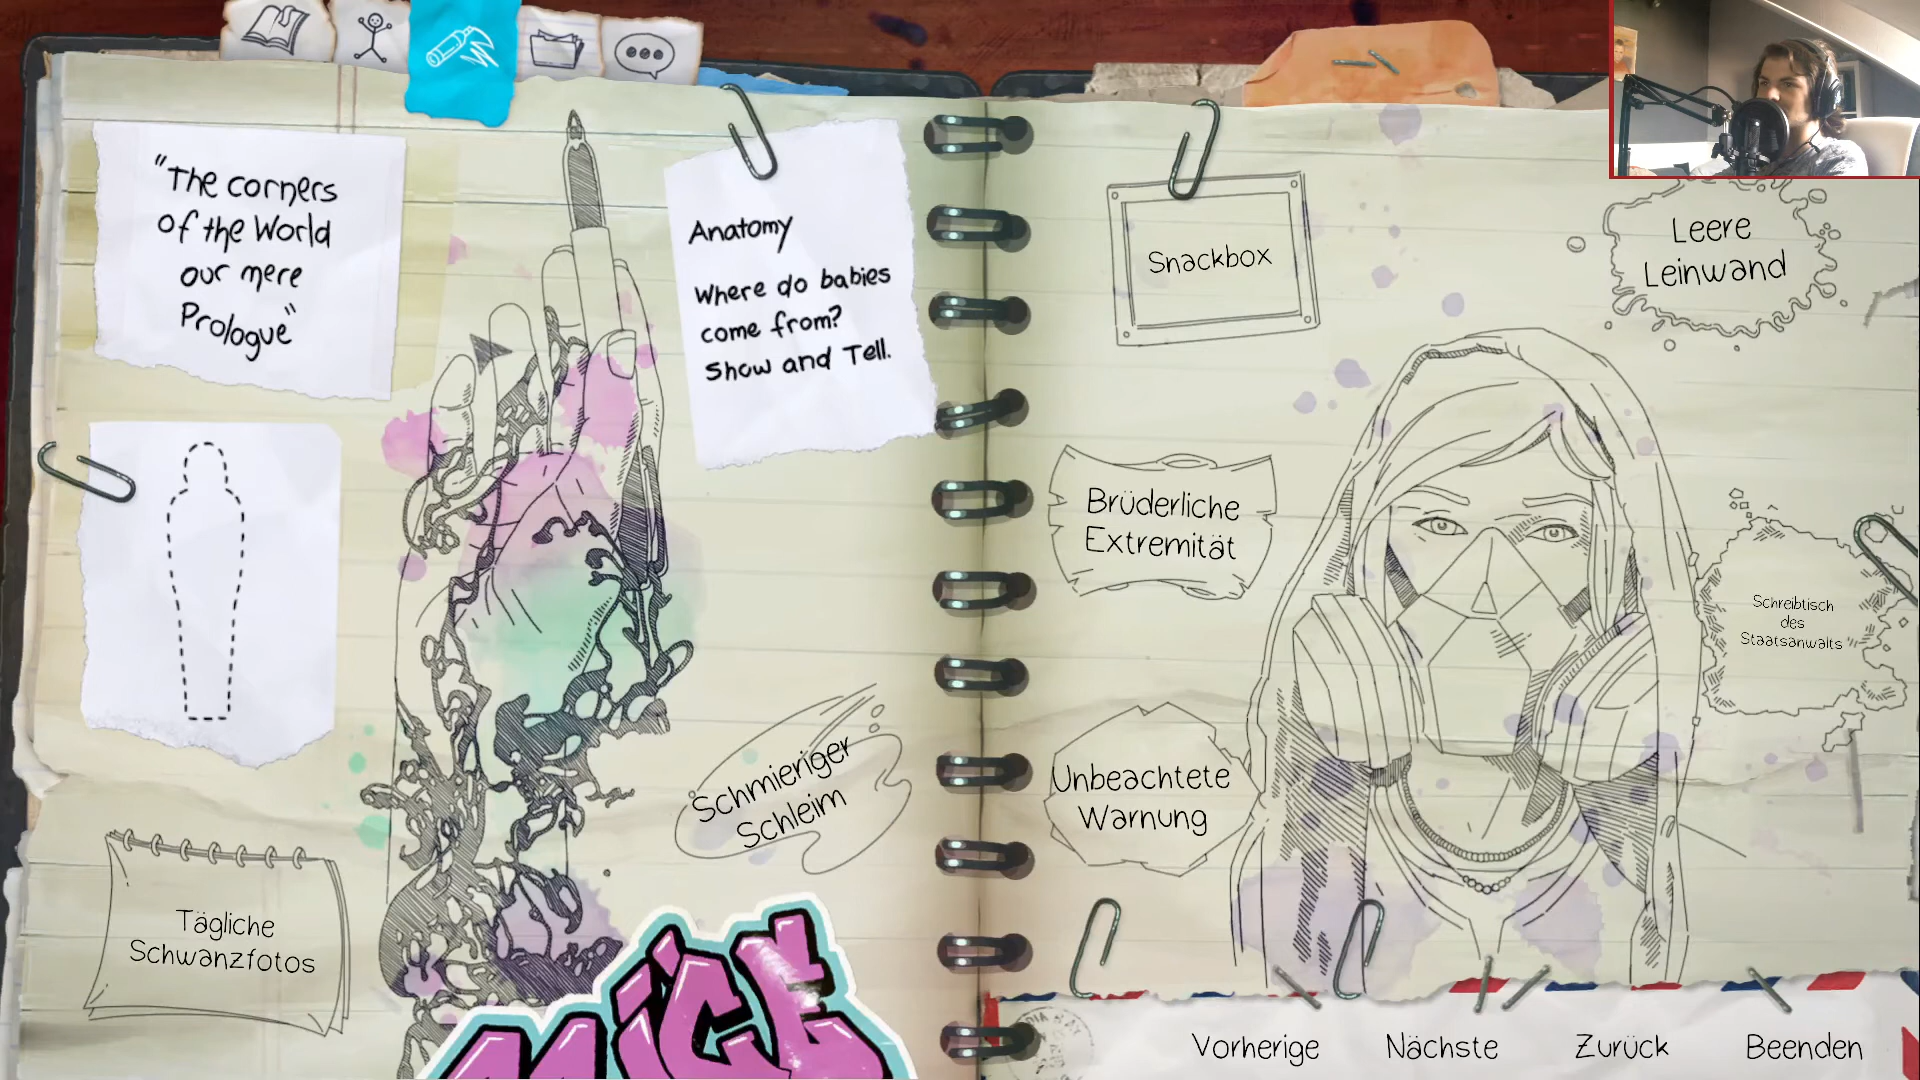 "The corners
of the World
our mere
Prologue"
Anatomy
Where do babies
come from?
Show and Tell.
Schmieriger
Schleim
Tägliche
Schwanzfotos
Snackbox
Leere
Leinwand
Brüderliche
Extremität
Schreibtisch
des
Staatsanwalts
Unbeachtete
Warnung
Vorherige
Nächste
Zurück
Beenden